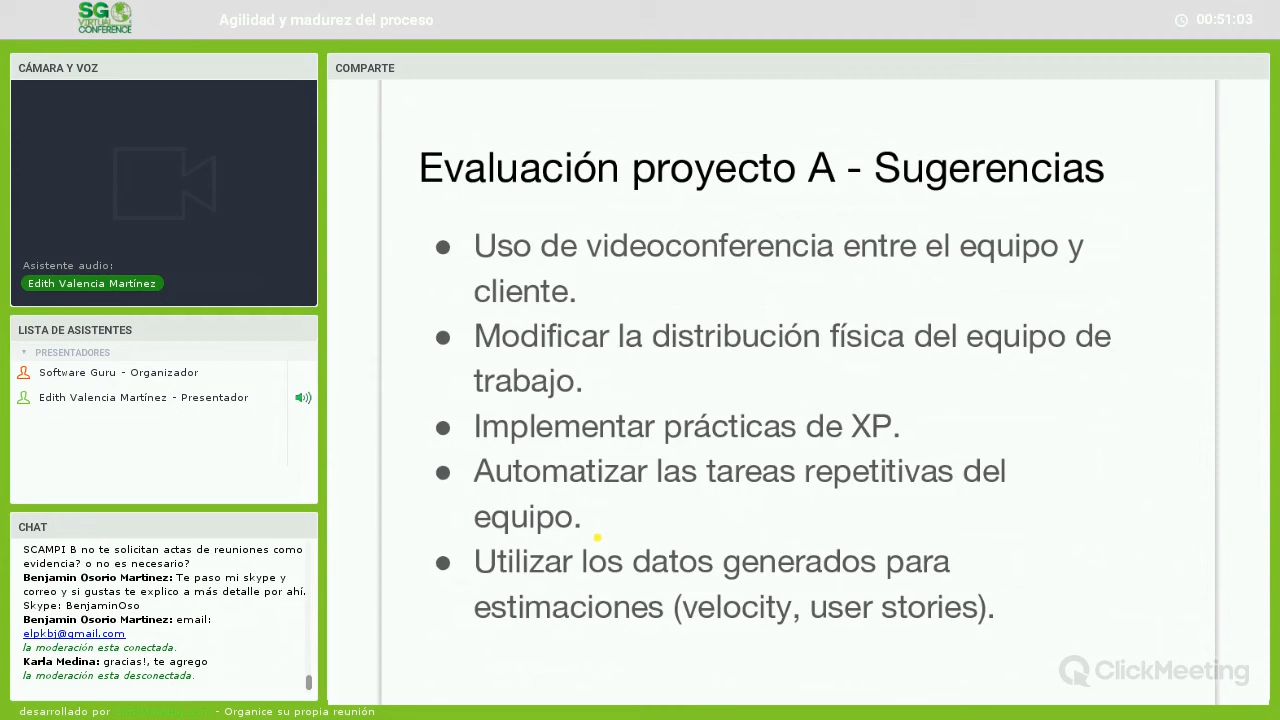 SG
VIRTUAL
CONFERENCE
Agilidad y madurez del proceso
00:51:03
CÁMARA Y VOZ
Asistente audio:
Edith Valencia Martínez
LISTA DE ASISTENTES
PRESENTADORES
Software Guru - Organizador
Edith Valencia Martínez - Presentador
CHAT
SCAMPI B no te solicitan actas de reuniones como
evidencia? o no es necesario?
Benjamin Osorio Martinez: Te paso mi skype y
correo y si gustas te explico a más detalle por ahí.
Skype: BenjaminOso
Benjamin Osorio Martinez: email:
elpkbj@gmail.com
la moderación esta conectada.
Karla Medina: gracias!, te agrego
la moderación esta desconectada.
COMPARTE
Evaluación proyecto A - Sugerencias
● Uso de videoconferencia entre el equipo y
cliente.
● Modificar la distribución física del equipo de
trabajo.
● Implementar prácticas de XP.
● Automatizar las tareas repetitivas del
equipo.
● Utilizar los datos generados para
estimaciones (velocity, user stories).
ClickMeeting
desarrollado por - Organice su propia reunión